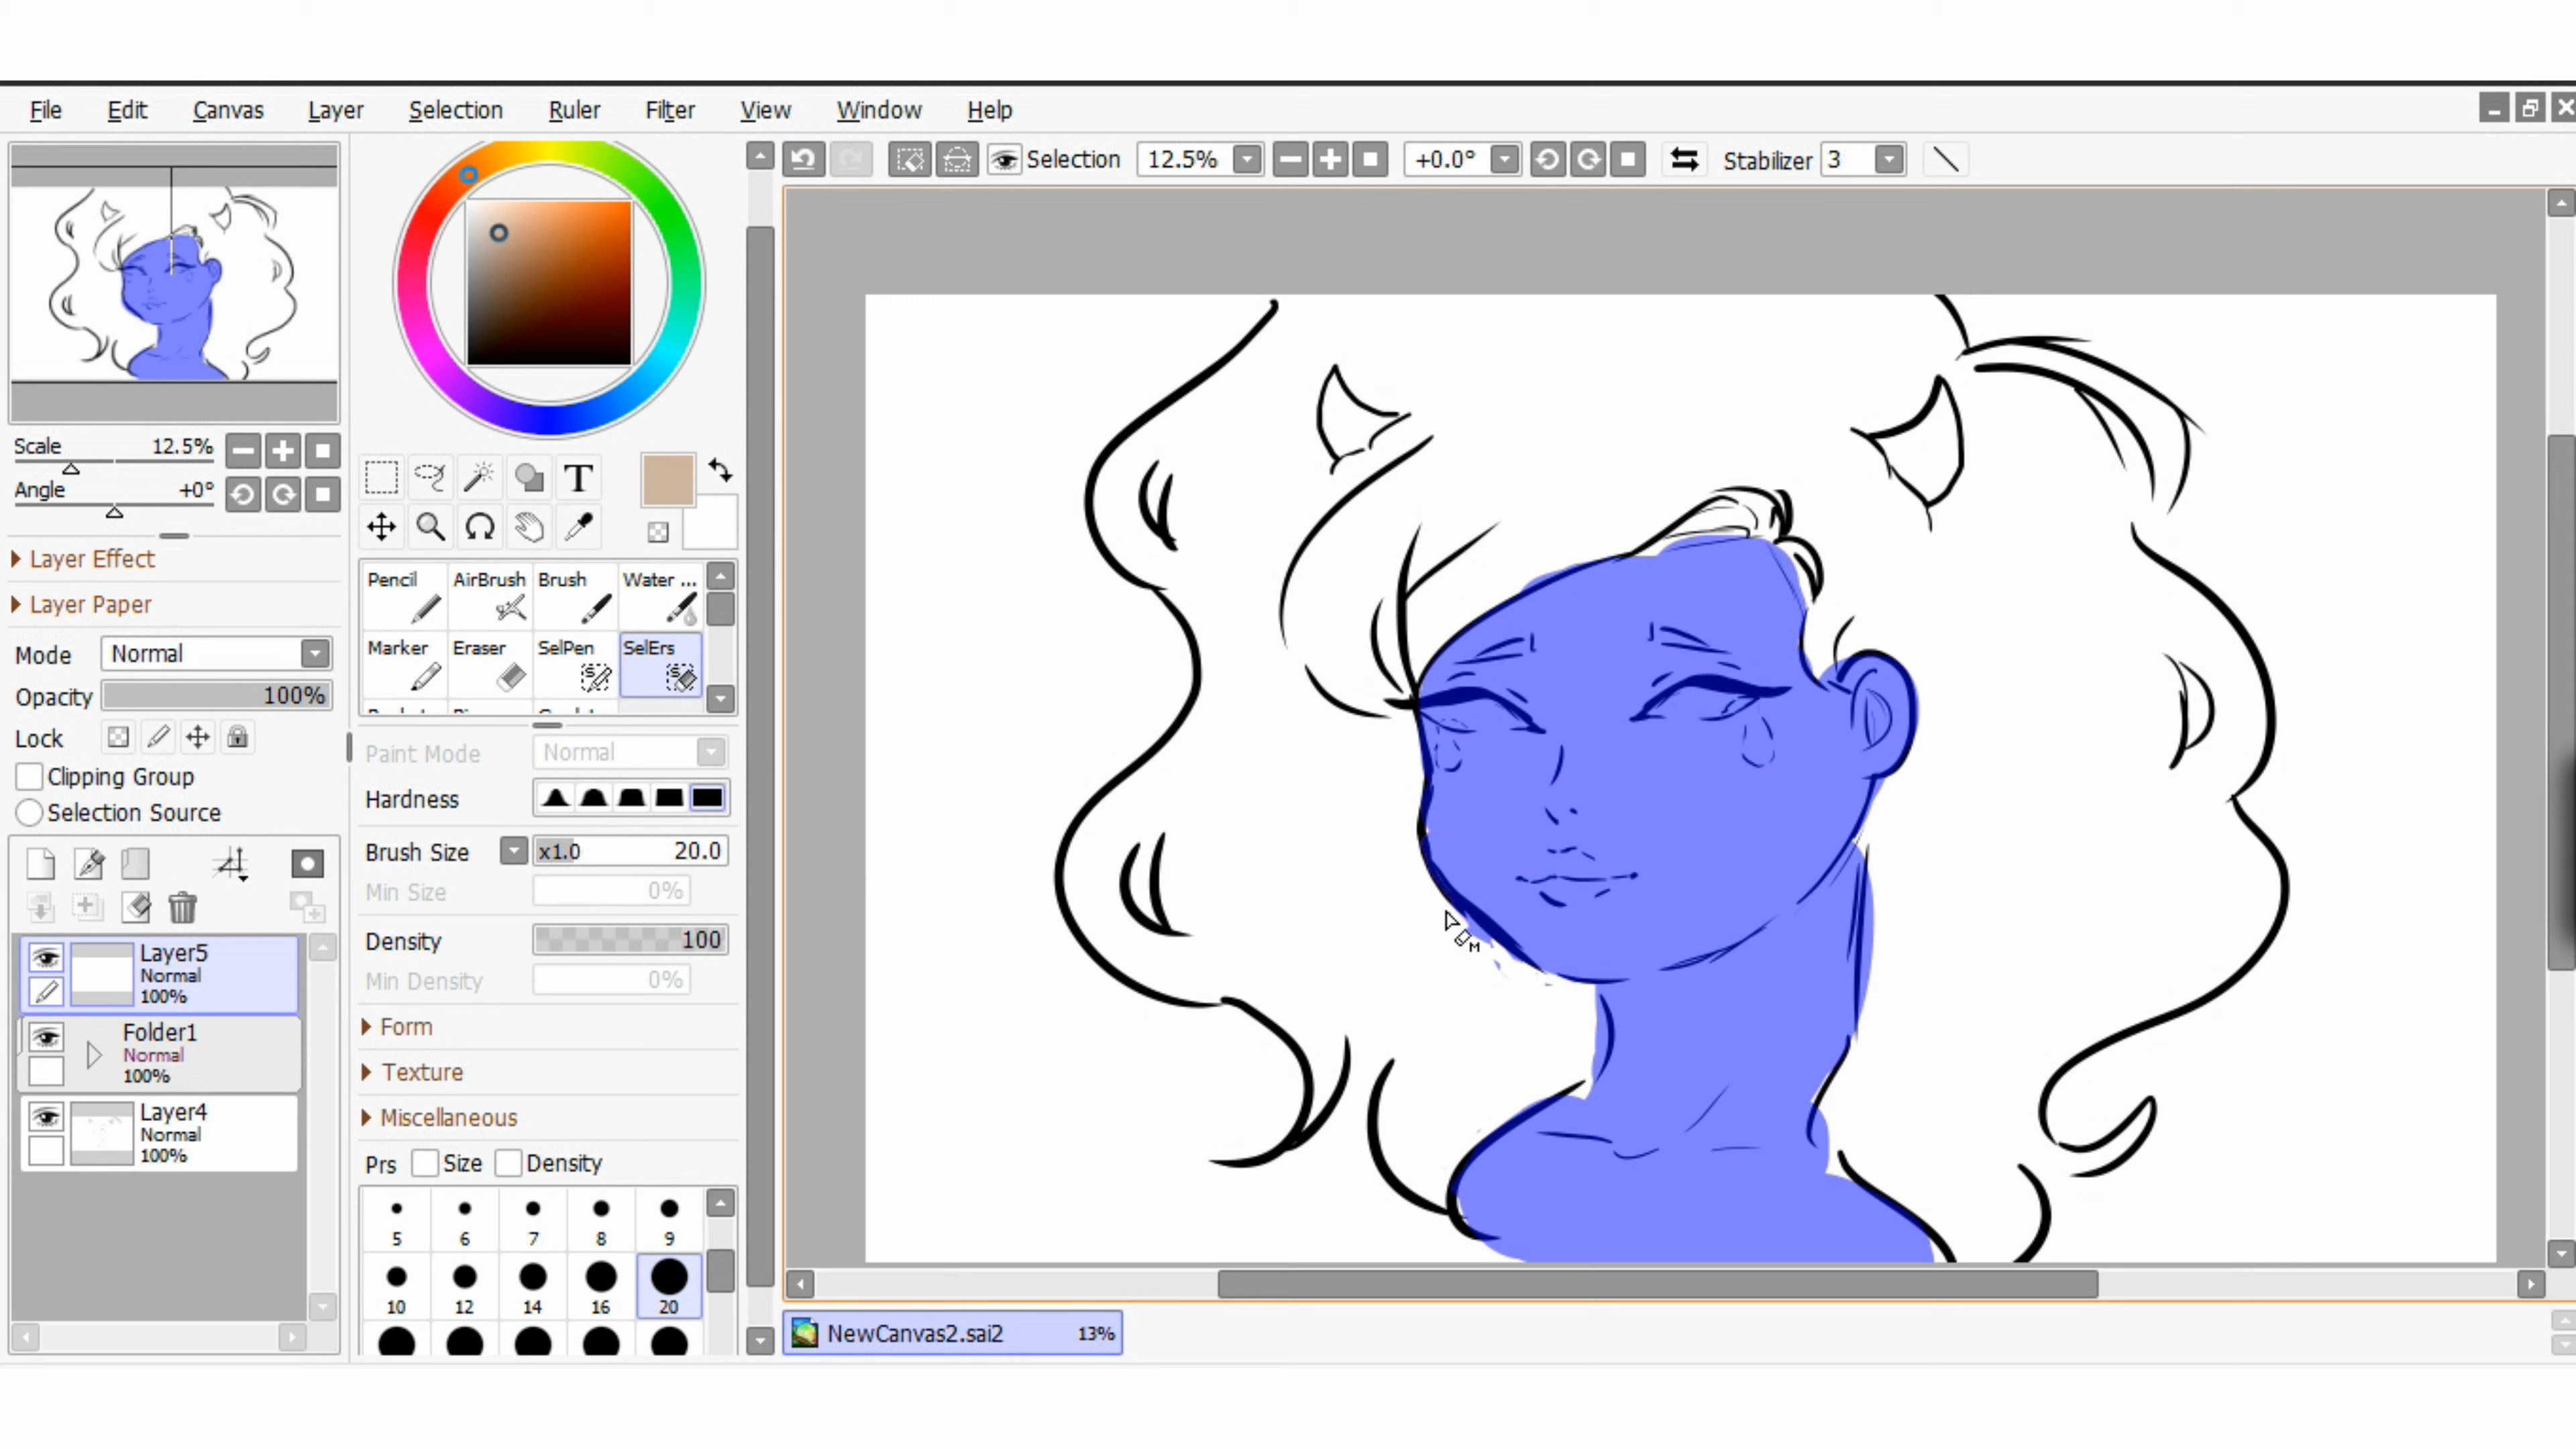 File Edit Canvas Layer Selection Ruler Filter View Window Help
Selection 12.5% +0.0° Stabilizer 3
Scale 12.5%
Angle +0°
Layer Effect
Layer Paper
Mode Normal
Opacity 100%
Lock
Clipping Group
Selection Source
Layer5
Normal
100%
Folder1
Normal
100%
Layer4
Normal
100%
T
Pencil AirBrush Brush Water ...
Marker Eraser SelPen SelErs
Paint Mode Normal
Hardness
Brush Size x1.0 20.0
Min Size 0%
Density 100
Min Density 0%
Form
Texture
Miscellaneous
Prs Size Density
5 6 7 8 9
10 12 14 16 20
NewCanvas2.sai2 13%